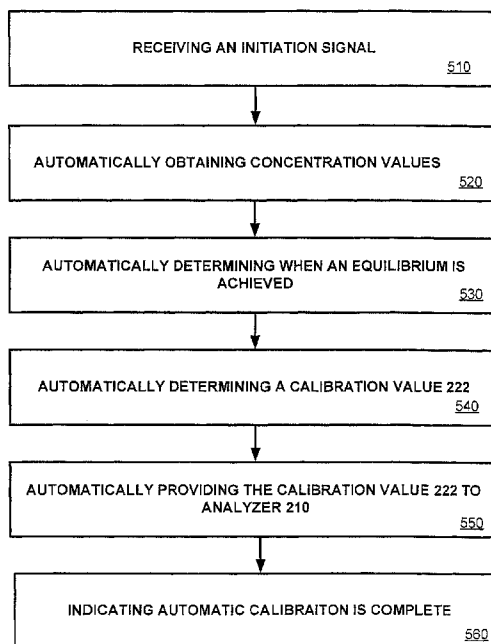 RECEIVING AN INITIATION SIGNAL
510
AUTOMATICALLY OBTAINING CONCENTRATION VALUES
520
AUTOMATICALLY DETERMINING WHEN AN EQUILIBRIUM IS
ACHIEVED
530
AUTOMATICALLY DETERMINING A CALIBRATION VALUE 222
540
AUTOMATICALLY PROVIDING THE CALIBRATION VALUE 222 TO
ANALYZER 210
550
INDICATING AUTOMATIC CALIBRAITON IS COMPLETE
560